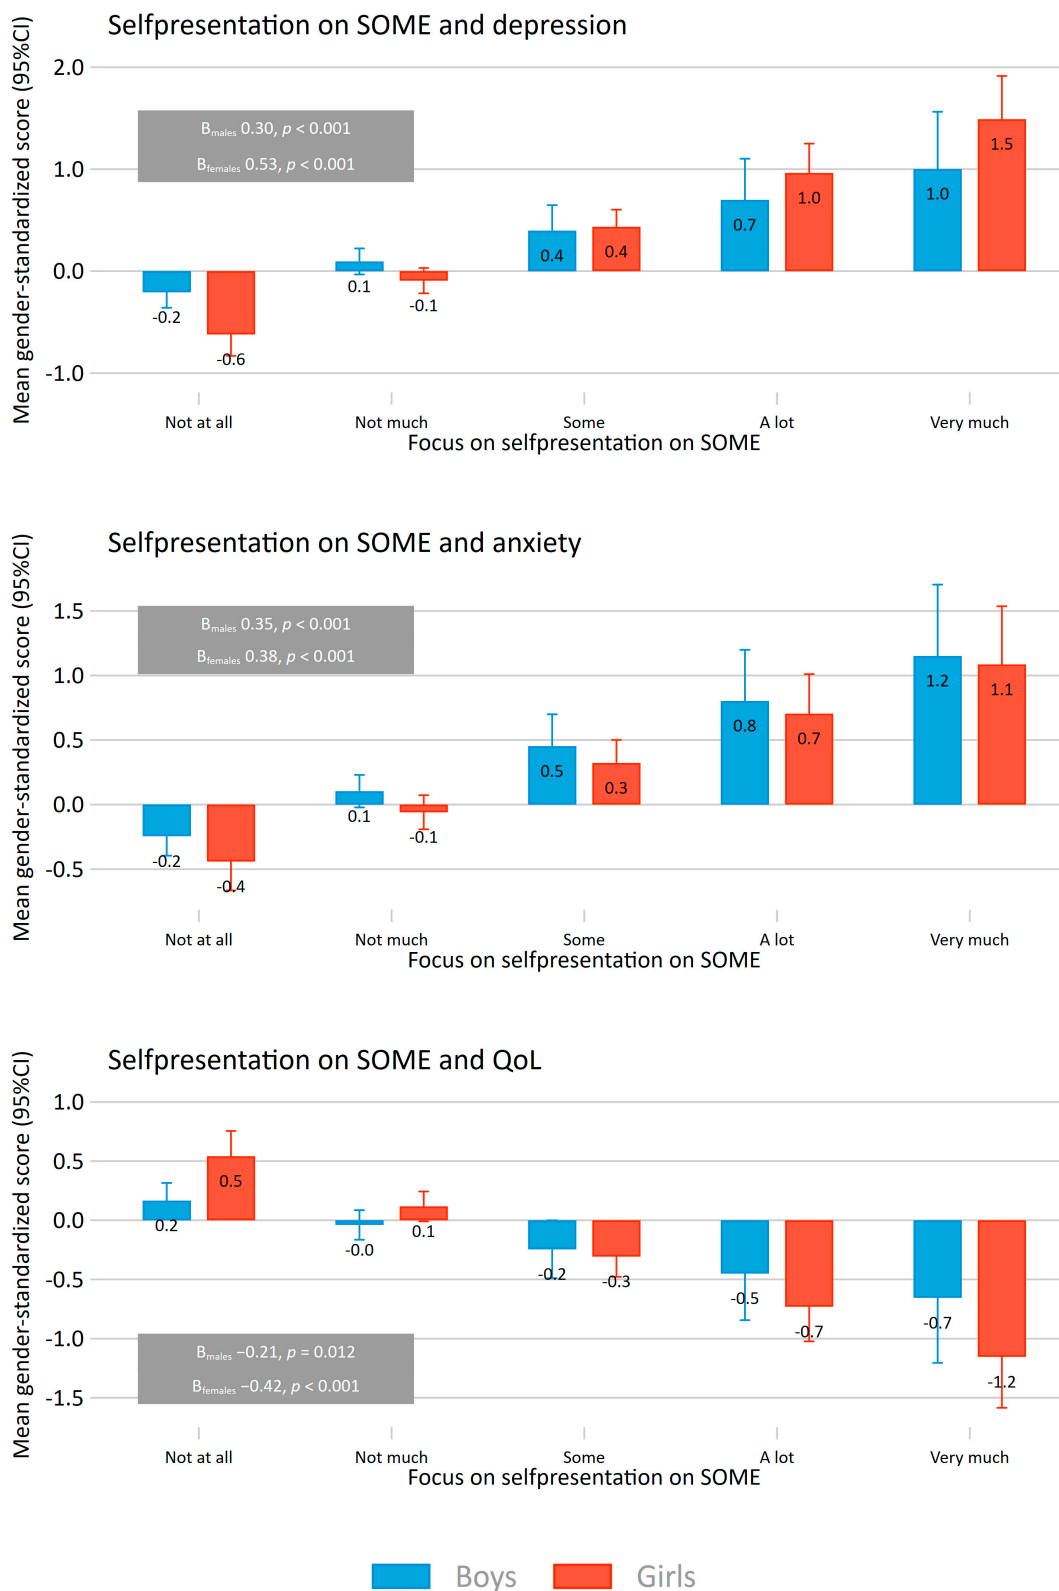 Selfpresentation on SOME and depression
Mean gender-standardized score (95%CI)
2.0
1.0
0.0
-1.0
Bmales 0.30, p < 0.001
Bfemales 0.53, p < 0.001
-0.2
-0.6
0.1
-0.1
0.4
0.4
0.7
1.0
1.0
1.5
Not at all
Not much
Some
A lot
Very much
Focus on selfpresentation on SOME
Selfpresentation on SOME and anxiety
Mean gender-standardized score (95%CI)
1.5
1.0
0.5
0.0
-0.5
Bmales 0.35, p < 0.001
Bfemales 0.38, p < 0.001
-0.2
-0.4
0.1
-0.1
0.5
0.3
0.8
0.7
1.2
1.1
Not at all
Not much
Some
A lot
Very much
Focus on selfpresentation on SOME
Selfpresentation on SOME and QoL
Mean gender-standardized score (95%CI)
1.0
0.5
0.0
-0.5
-1.0
-1.5
0.2
0.5
-0.0
0.1
-0.2
-0.3
-0.5
-0.7
-0.7
-1.2
Bmales −0.21, p = 0.012
Bfemales −0.42, p < 0.001
Not at all
Not much
Some
A lot
Very much
Focus on selfpresentation on SOME
Boys
Girls